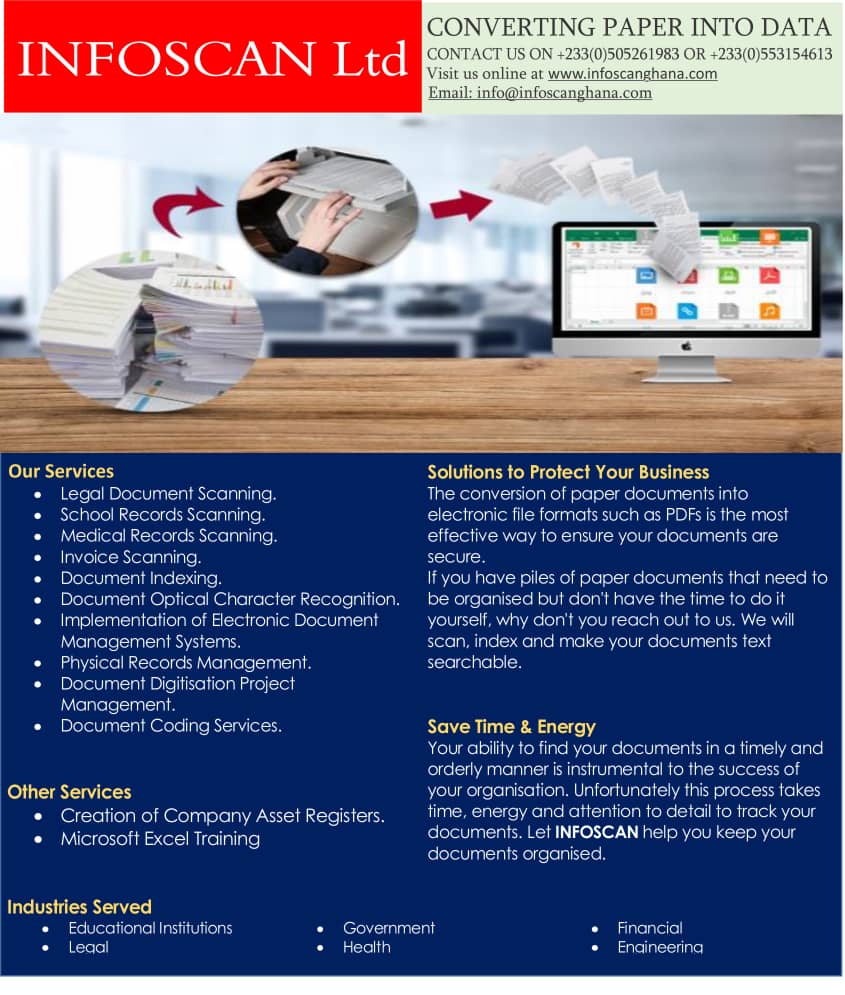 INFOSCAN Ltd
CONVERTING PAPER INTO DATA
CONTACT US ON +233(0)505261983 OR +233(0)553154613
Visit us online at www.infoscanghana.com
Email: info@infoscanghana.com
Our Services
• Legal Document Scanning.
• School Records Scanning.
• Medical Records Scanning.
• Invoice Scanning.
• Document Indexing.
• Document Optical Character Recognition.
• Implementation of Electronic Document
Management Systems.
• Physical Records Management.
• Document Digitisation Project
Management.
• Document Coding Services.
Other Services
• Creation of Company Asset Registers.
• Microsoft Excel Training
Solutions to Protect Your Business
The conversion of paper documents into
electronic file formats such as PDFs is the most
effective way to ensure your documents are
secure.
If you have piles of paper documents that need to
be organised but don't have the time to do it
yourself, why don't you reach out to us. We will
scan, index and make your documents text
searchable.
Save Time & Energy
Your ability to find your documents in a timely and
orderly manner is instrumental to the success of
your organisation. Unfortunately this process takes
time, energy and attention to detail to track your
documents. Let INFOSCAN help you keep your
documents organised.
Industries Served
• Educational Institutions
• Legal
• Government
• Health
• Financial
• Engineering